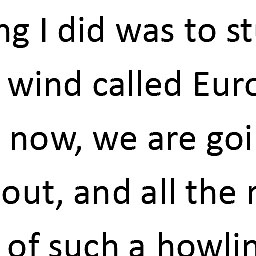 ng I did was to st
wind called Euro
now, we are goi
out, and all the r
of such a howlin